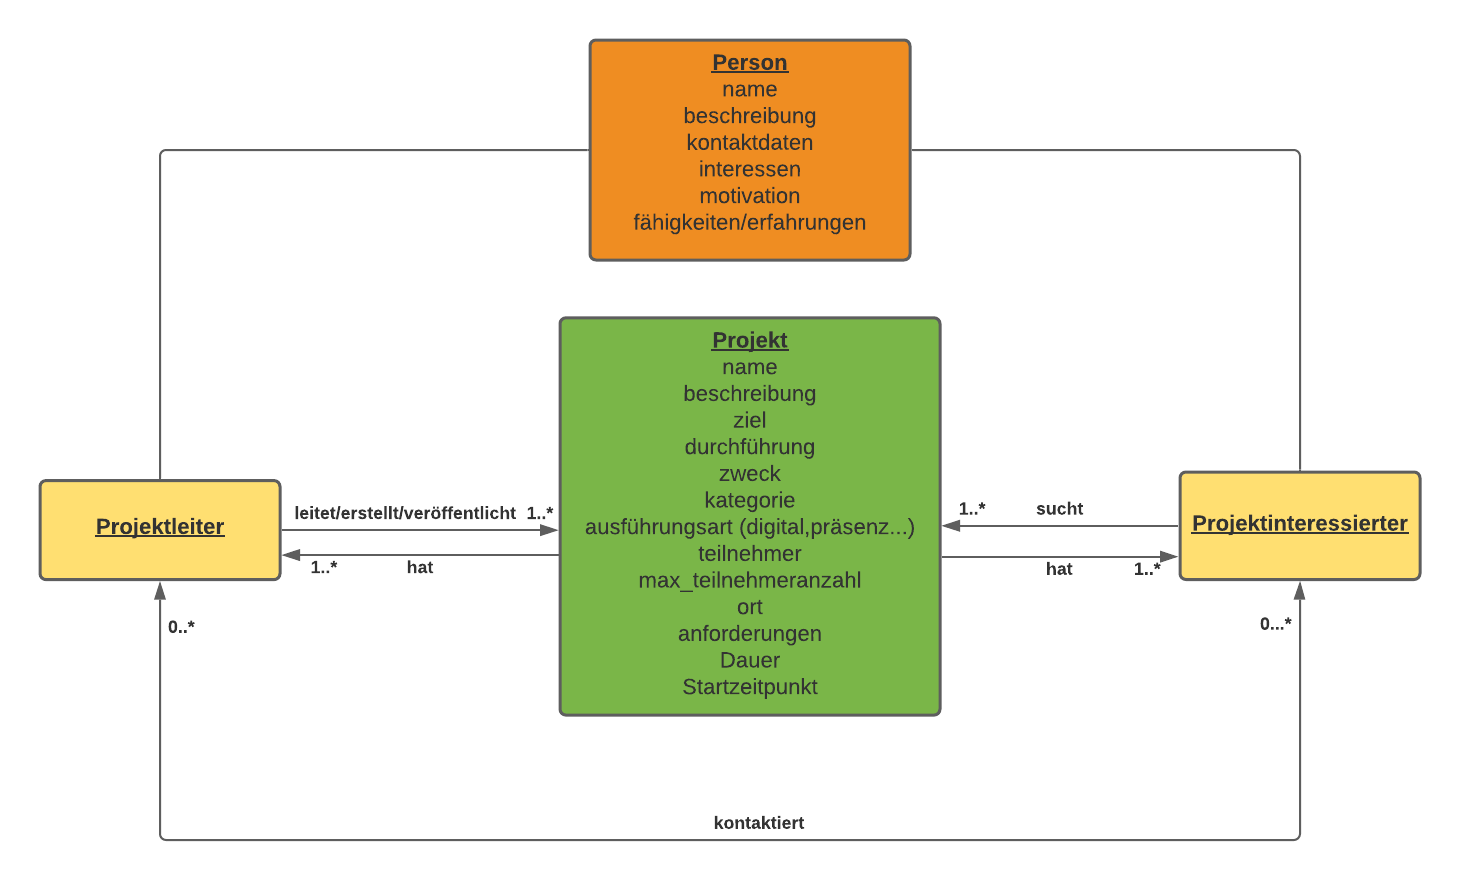 Person
name
beschreibung
kontaktdaten
interessen
motivation
fähigkeiten/erfahrungen
Projekt
name
beschreibung
ziel
durchführung
zweck
kategorie
ausführungsart (digital,präsenz...)
teilnehmer
max_teilnehmeranzahl
ort
anforderungen
Dauer
Startzeitpunkt
Projektleiter
leitet/erstellt/veröffentlicht 1..*
1..* hat
1..* sucht
Projektinteressierter
hat 1..*
0..*
0...*
kontaktiert